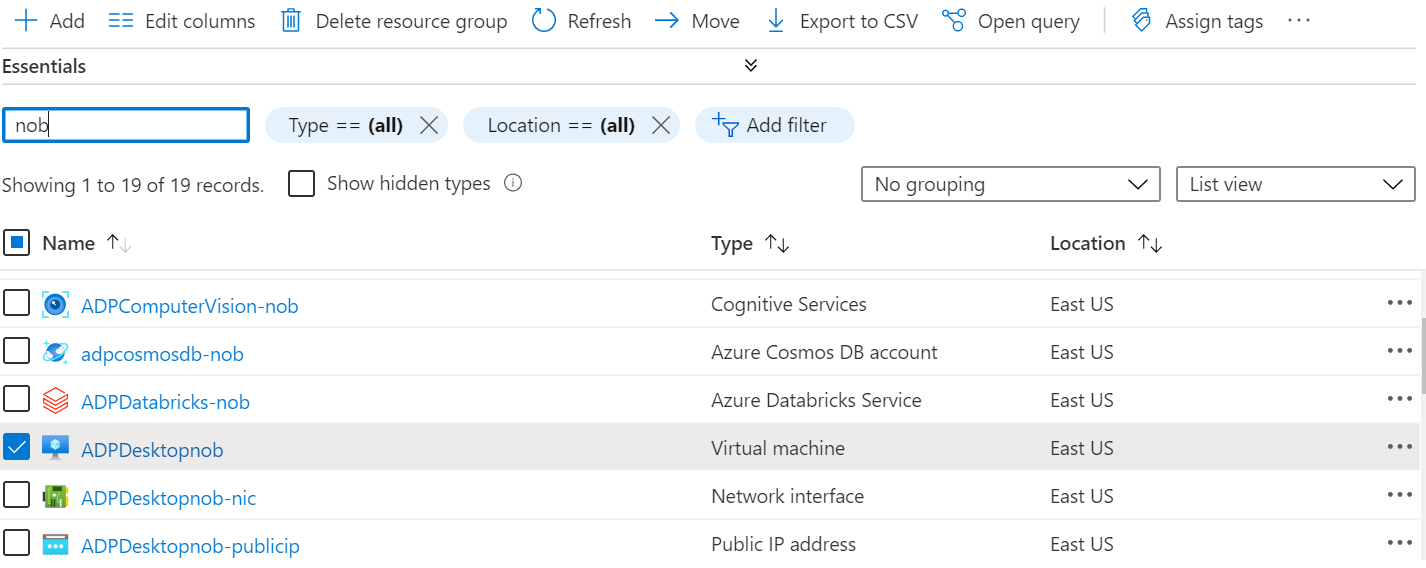 Add Edit columns Delete resource group Refresh Move Export to CSV Open query Assign tags ...
Essentials
nob Type == (all) Location == (all) Add filter
Showing 1 to 19 of 19 records. Show hidden types No grouping List view
Name Type Location
ADPComputerVision-nob Cognitive Services East US ...
adpcosmosdb-nob Azure Cosmos DB account East US ...
ADPDatabricks-nob Azure Databricks Service East US ...
ADPDesktopnob Virtual machine East US ...
ADPDesktopnob-nic Network interface East US ...
ADPDesktopnob-publicip Public IP address East US ...